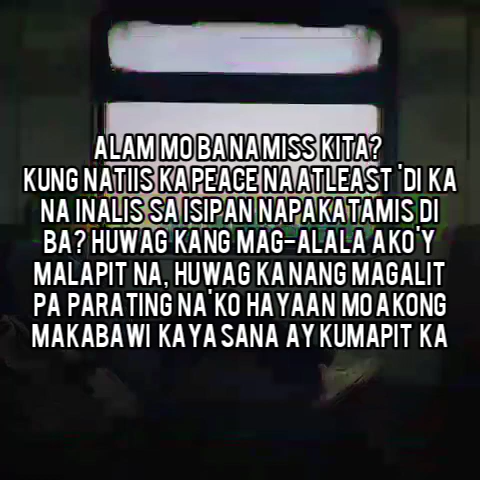 ALAM MO BA NA MISS KITA?
KUNG NATIIS KA PEACE NA ATLEAST 'DI KA
NA INALIS SA ISIPAN NAPAKATAMIS DI
BA? HUWAG KANG MAG-ALALA AKO'Y
MALAPIT NA, HUWAG KA NANG MAGALIT
PA PARATING NA'KO HAYAAN MO AKONG
MAKABAWI KAYA SANA AY KUMAPIT KA